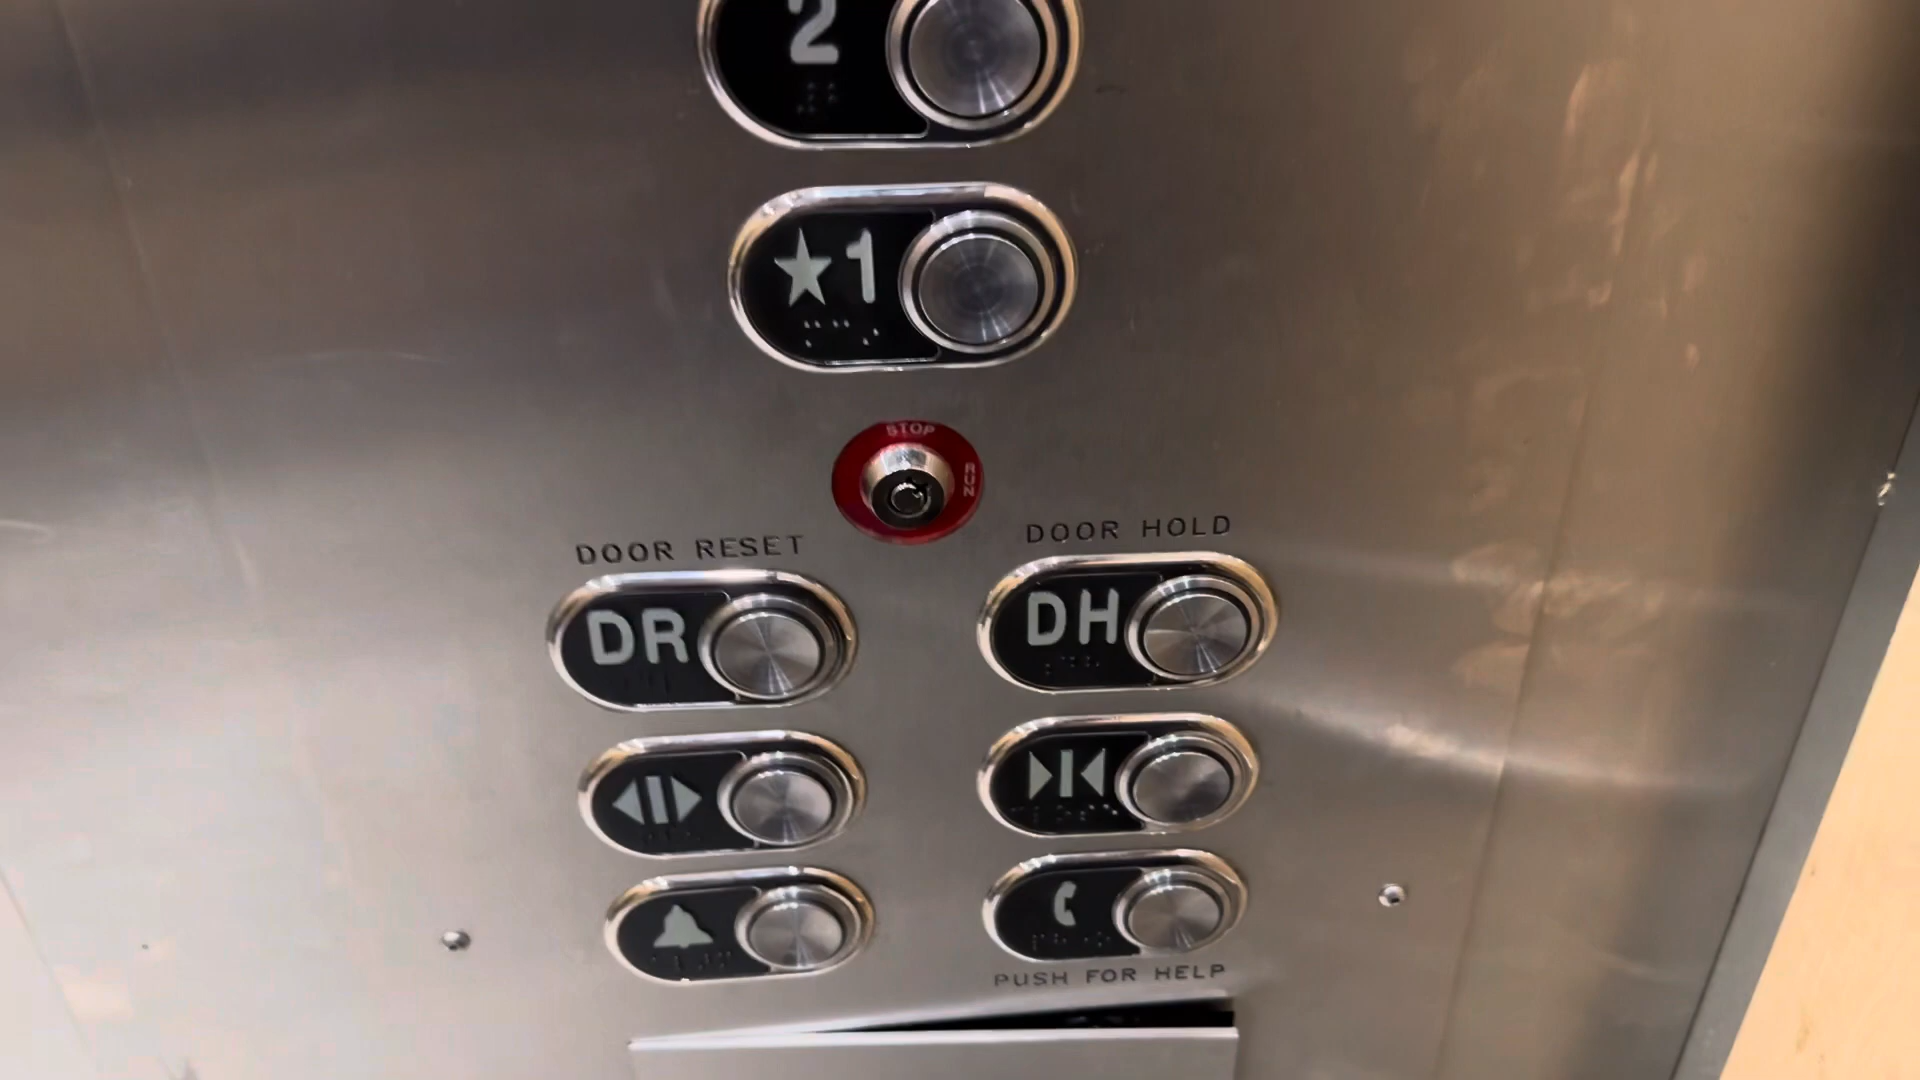 2
★1
STOP
RUN
DOOR RESET
DOOR HOLD
DR
DH
PUSH FOR HELP